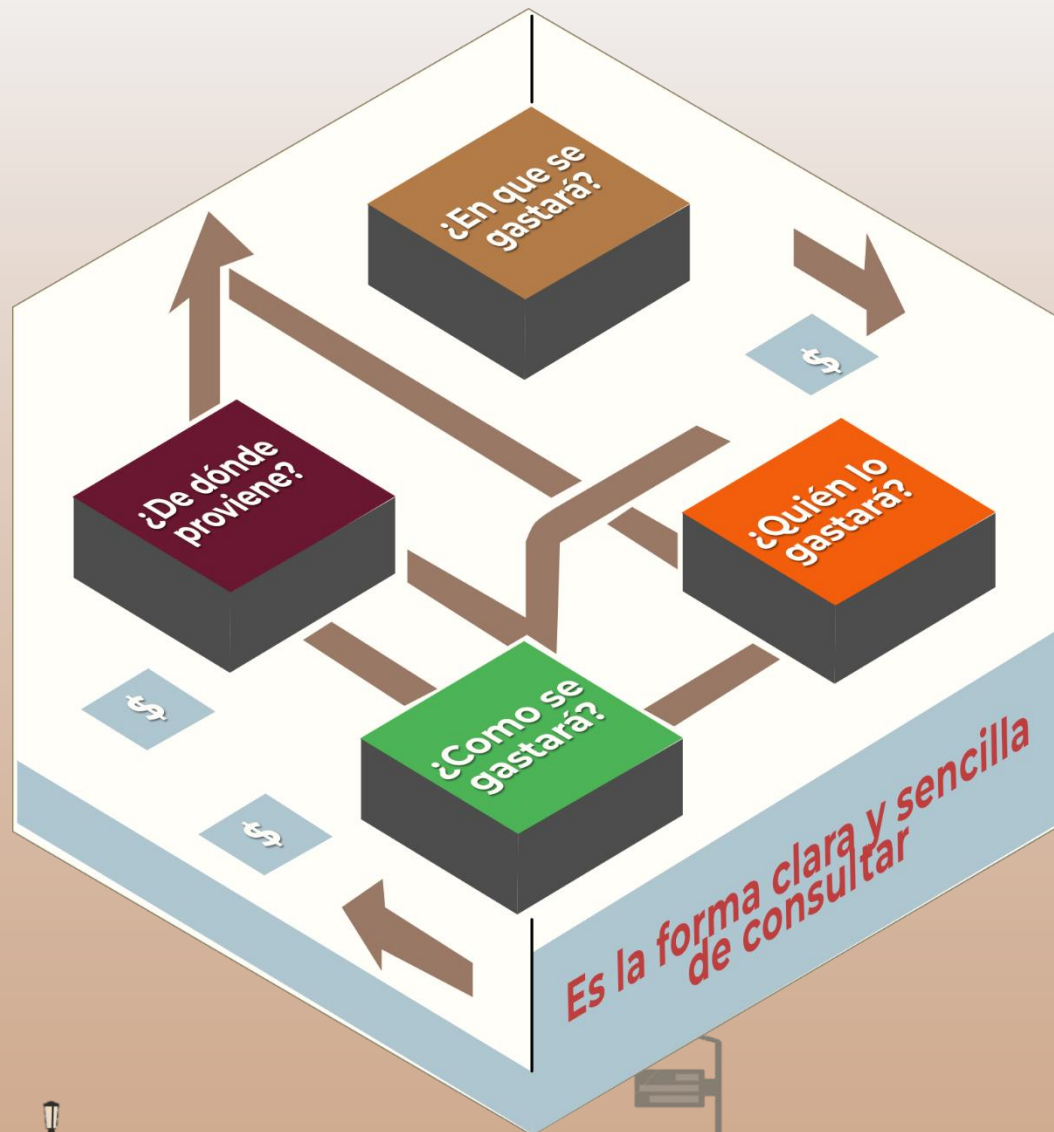 ¿En que se
gastará?
$
¿De dónde
proviene?
¿Quién lo
gastará?
$
¿Como se
gastará?
$
Es la forma clara y sencilla
de consultar